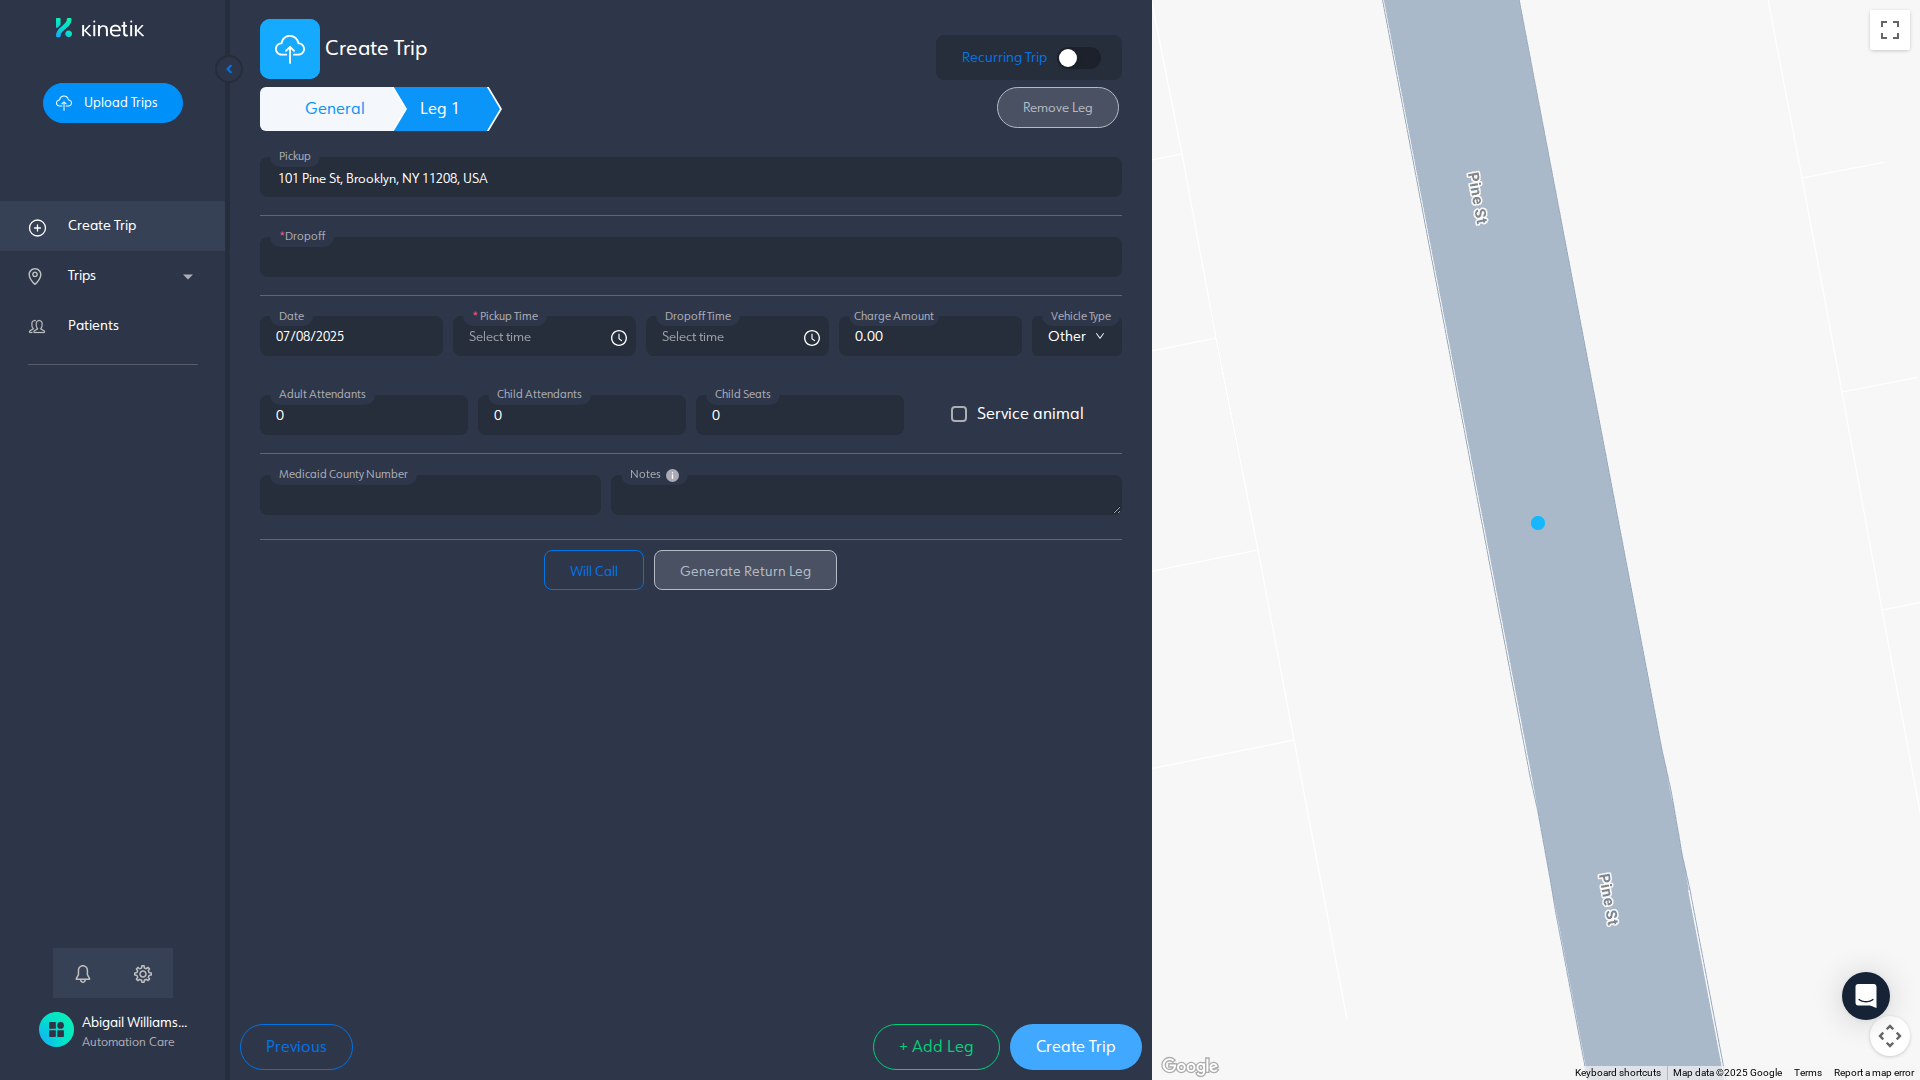 kinetik
Upload Trips
Create Trip
Trips
Patients
Abigail Williams...
Automation Care
Create Trip
Recurring Trip
General
Leg 1
Remove Leg
Pickup
101 Pine St, Brooklyn, NY 11208, USA
*Dropoff
Date
07/08/2025
* Pickup Time
Select time
Dropoff Time
Select time
Charge Amount
0.00
Vehicle Type
Other
Adult Attendants
0
Child Attendants
0
Child Seats
0
Service animal
Medicaid County Number
Notes
Will Call
Generate Return Leg
Previous
+ Add Leg
Create Trip
Pine St
Pine St
Google
Keyboard shortcuts
Map data ©2025 Google
Terms
Report a map error